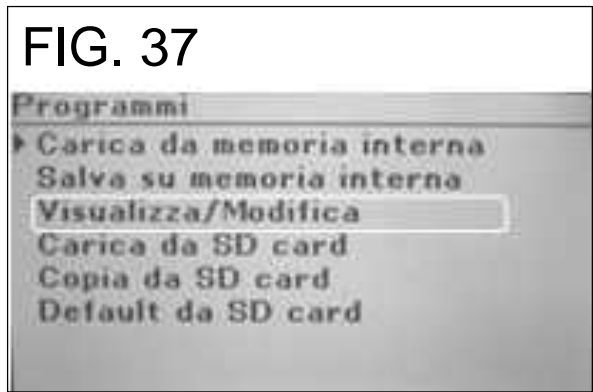 FIG. 37
Programmi
Carica da memoria interna
Salva su memoria interna
Visualizza/Modifica
Carica da SD card
Copia da SD card
Default da SD card